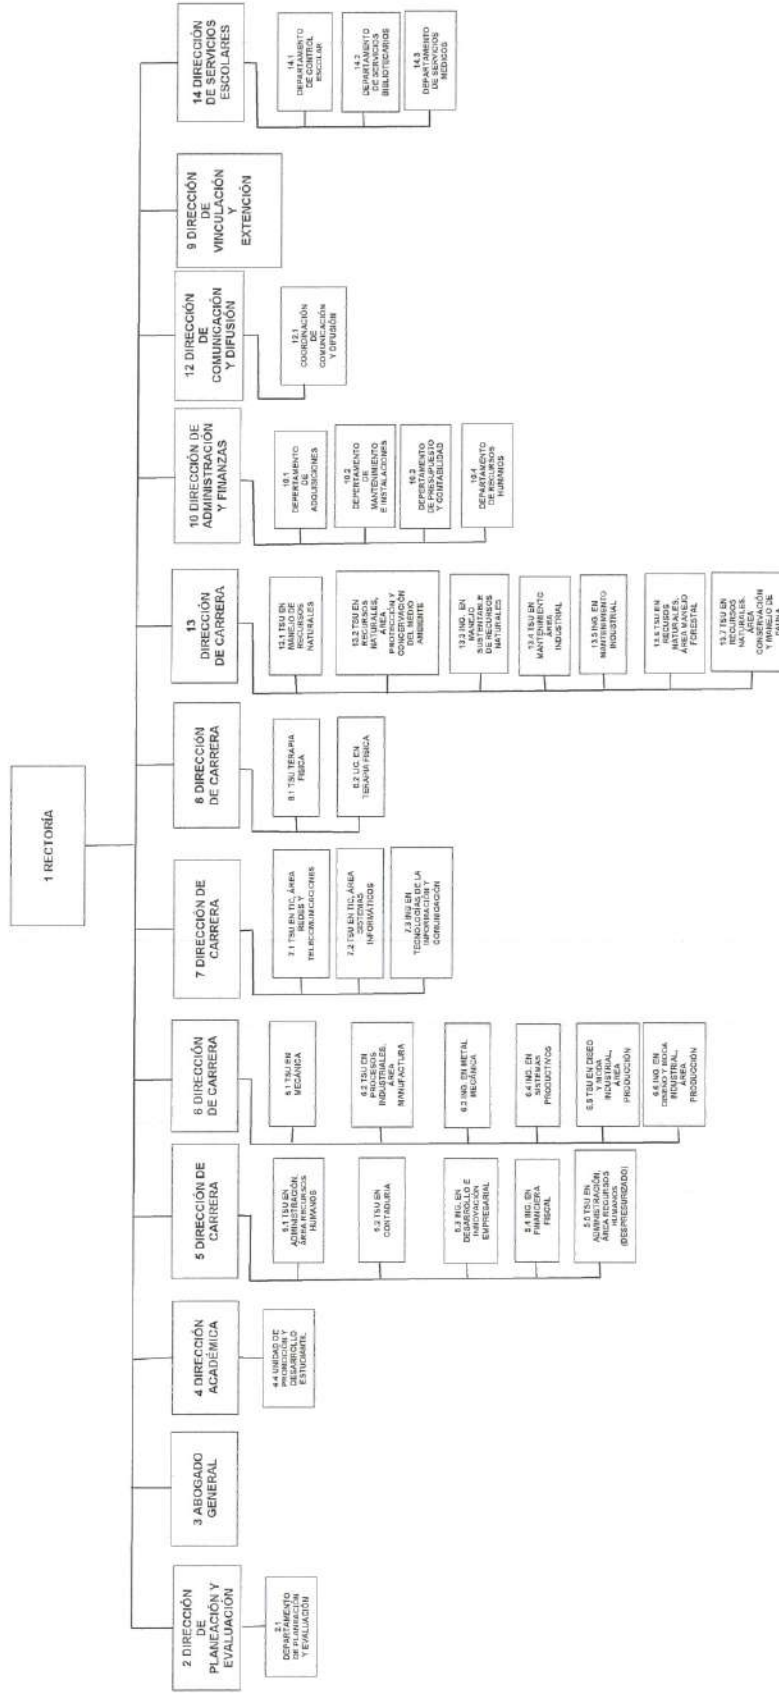 1 RECTORÍA
2 DIRECCIÓN
DE
PLANEACIÓN Y
EVALUACIÓN
3 ABOGADO
GENERAL
4 DIRECCIÓN
ACADÉMICA
5 DIRECCIÓN DE
CARRERA
6 DIRECCIÓN
DE CARRERA
7 DIRECCIÓN DE
CARRERA
8 DIRECCIÓN
DE CARRERA
13
DIRECCIÓN
DE CARRERA
10 DIRECCIÓN DE
ADMINISTRACIÓN
Y FINANZAS
12 DIRECCIÓN
DE
COMUNICACIÓN
Y DIFUSIÓN
9 DIRECCIÓN
DE
VINCULACIÓN
Y
EXTENCIÓN
14 DIRECCIÓN
DE SERVICIOS
ESCOLARES
2.1
DEPARTAMENTO
DE PLANEACIÓN
Y EVALUACIÓN
4.4 UNIDAD DE
PROMOCIÓN Y
DESARROLLO
ESTUDIANTIL
5.1 TSU EN
ADMINISTRACIÓN,
ÁREA RECURSOS
HUMANOS
5.2 TSU EN
CONTADURÍA
5.3 ING. EN
DESARROLLO E
INNOVACIÓN
EMPRESARIAL
5.4 ING. EN
FINANCIERA
FISCAL
5.5 TSU EN
ADMINISTRACIÓN,
ÁREA RECURSOS
HUMANOS
(DESPRESURIZADO)
6.1 TSU EN
MECÁNICA
6.2 TSU EN
PROCESOS
INDUSTRIALES,
ÁREA
MANUFACTURA
6.3 ING. EN METAL
MECÁNICA
6.4 ING. EN
SISTEMAS
PRODUCTIVOS
6.5 TSU EN DISEO
Y MODA
INDUSTRIAL,
ÁREA
PRODUCCIÓN
6.6 ING. EN
DISEÑO Y MODA
INDUSTRIAL,
ÁREA
PRODUCCIÓN
7.1 TSU EN TIC, ÁREA
REDES Y
TELECOMUNICACIONES
7.2 TSU EN TIC, ÁREA
SISTEMAS
INFORMÁTICOS
7.3 ING EN
TECNOLOGÍAS DE LA
INFORMACIÓN Y
COMUNICACIÓN
8.1 TSU TERAPIA
FISICA
8.2 LIC. EN
TERAPIA FÍSICA
13.1 TSU EN
MANEJO DE
RECURSOS
NATURALES
13.2 TSU EN
RECURSOS
NATURALES,
ÁREA
PROTECCIÓN Y
CONCERVACIÓN
DEL MEDIO
AMBIENTE
13.3 ING. EN
MANEJO
SUSTENTABLE
DE RECURSOS
NATURALES
13.4 TSU EN
MANTENIMIENTO
ÁREA
INDUSTRIAL
13.5 ING. EN
MANTENIMIENTO
INDUSTRIAL
13.6 TSU EN
RECUSOS
NATURALES,
ÁREA MANEJO
FORESTAL
13.7 TSU EN
RECURSOS
NATURALES,
ÁREA
CONSERVACIÓN
Y MANEJO DE
FAUNA
10.1
DEPERTAMENTO
DE
ADQUISICIONES
10.2
DEPERTAMENTO
DE
MANTENIMIENTO
E INSTALACIONES
10.3
DEPERTAMENTO
DE PRESUPUESTO
Y CONTABILIDAD
10.4
DEPARTAMENTO
DE RECURSOS
HUMANOS
12.1
COORDINACIÓN
DE
COMUNICACIÓN
Y DIFUSIÓN
14.1
DEPARTAMENTO
DE CONTROL
ESCOLAR
14.2
DEPARTAMENTO
DE SERVICIOS
BIBLIOTECARIOS
14.3
DEPARTAMENTO
DE SERVICIOS
MEDICOS